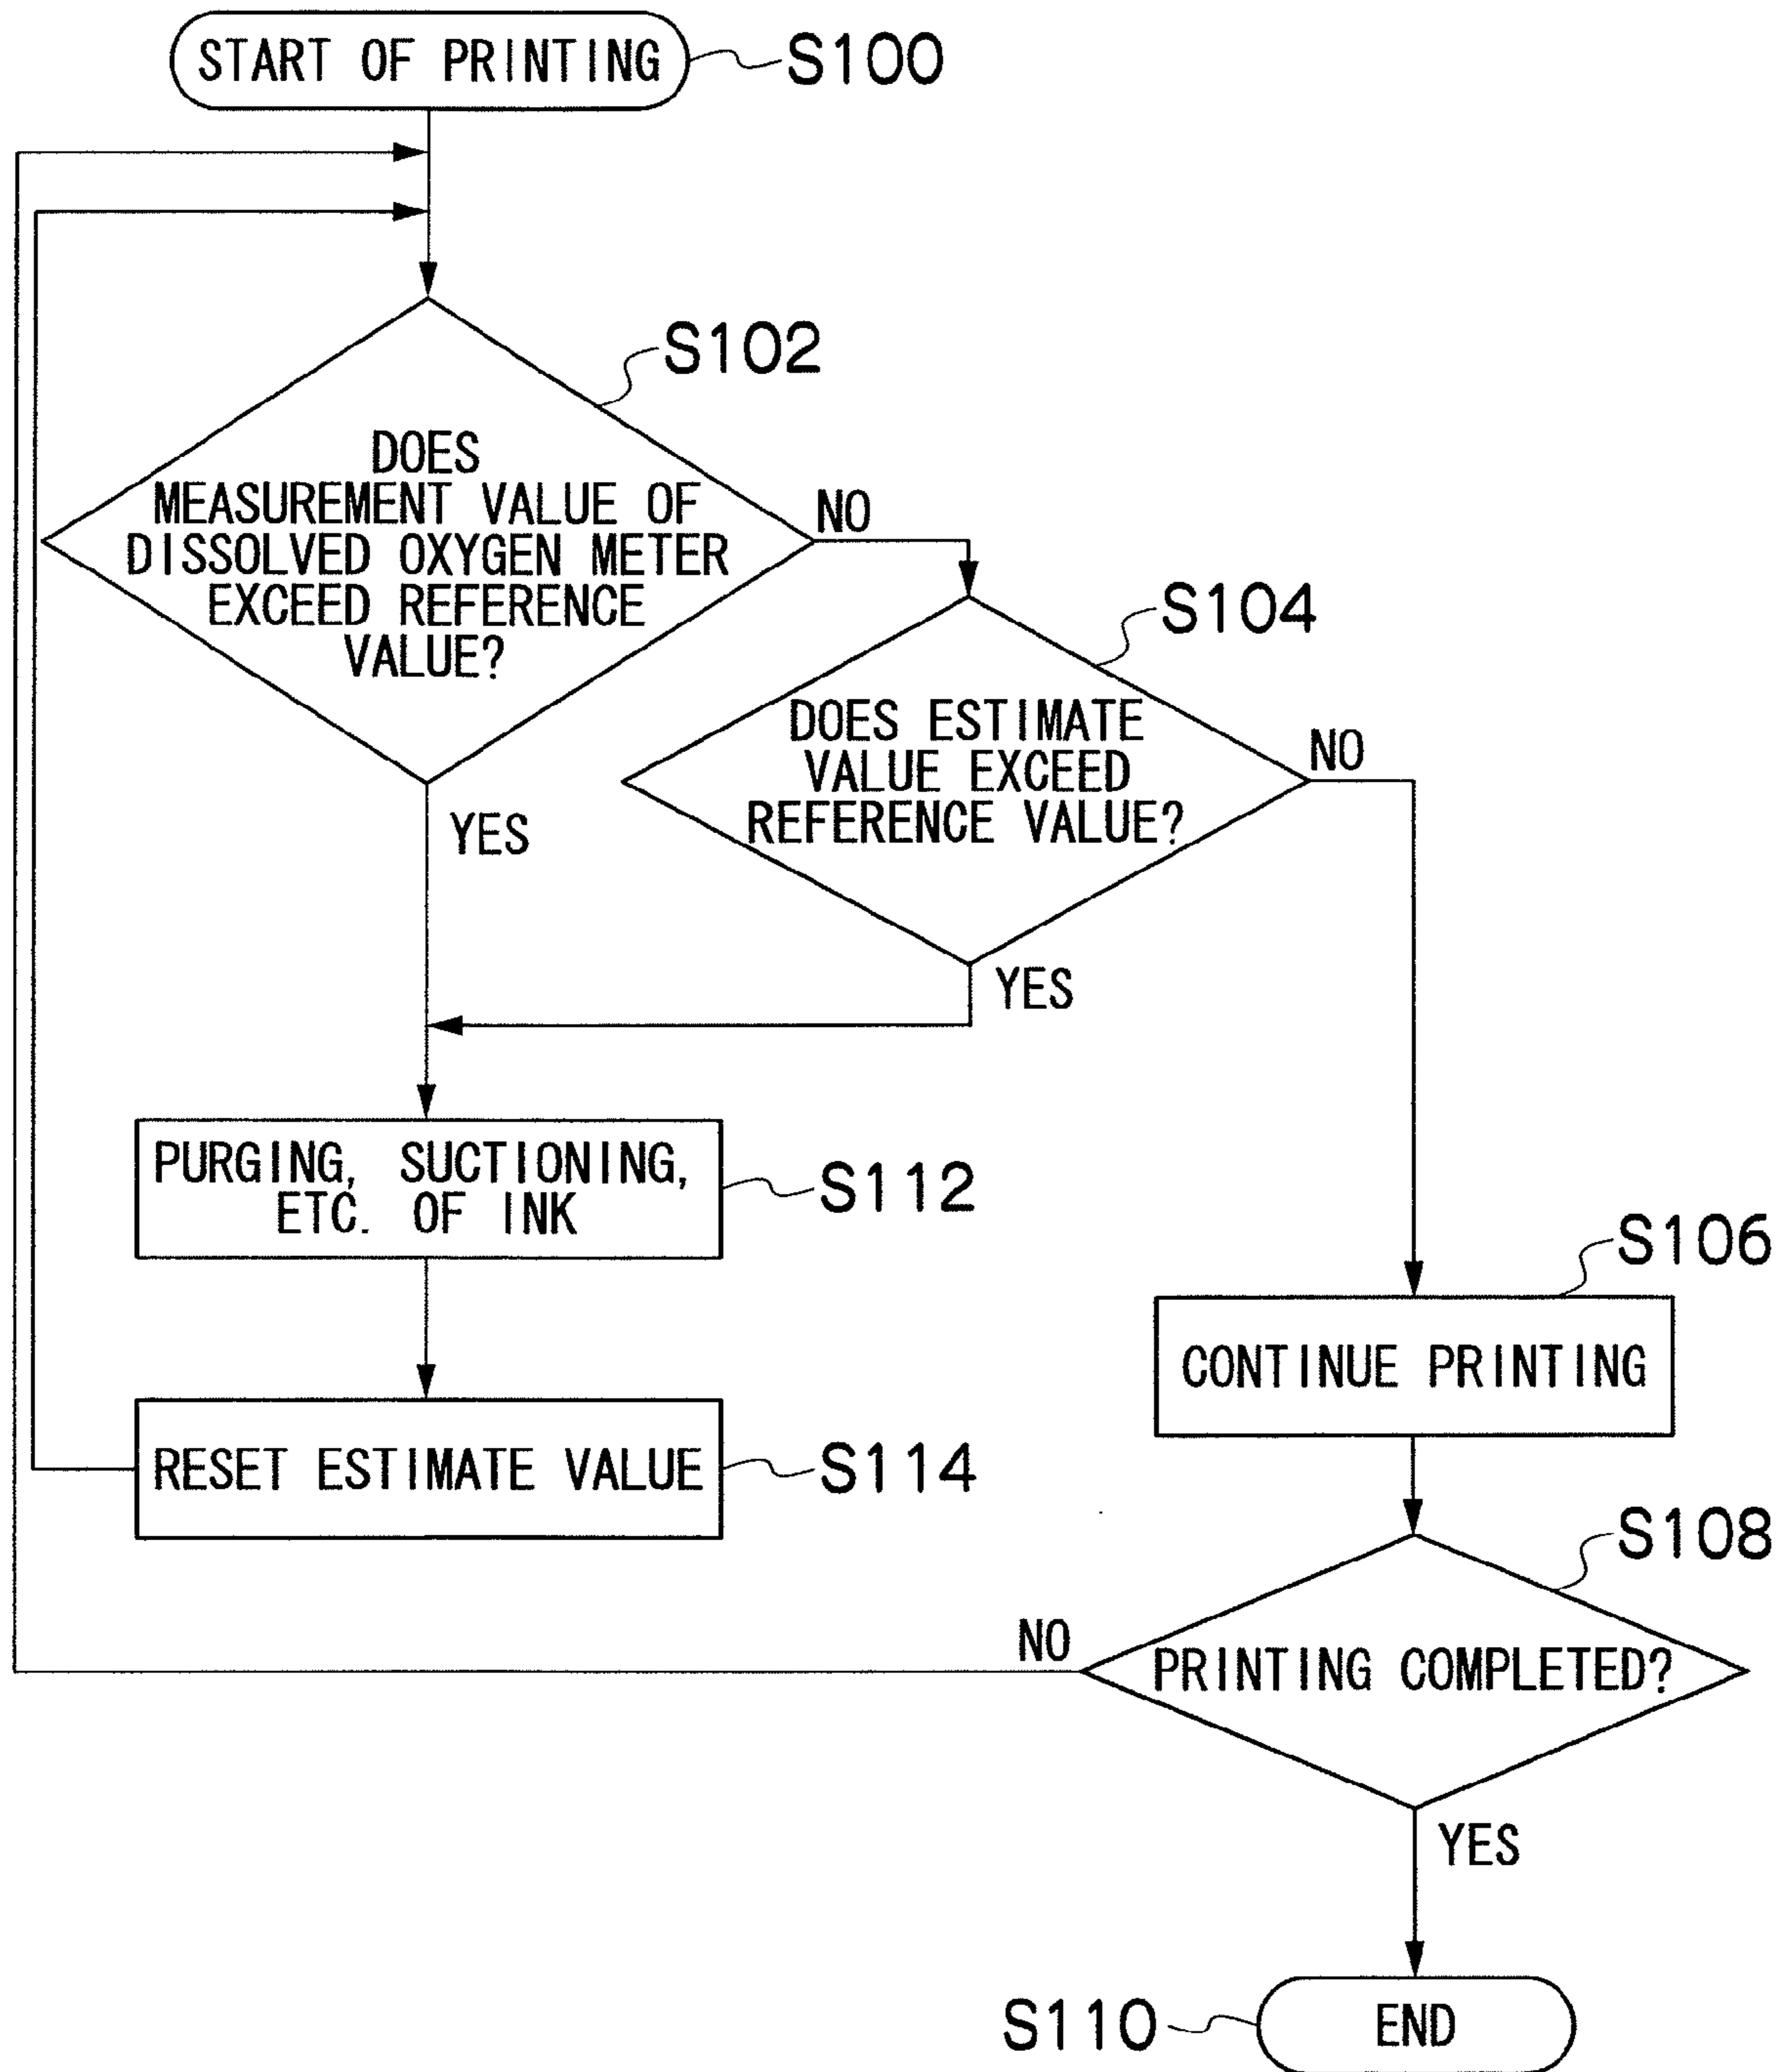 START OF PRINTING
S100
S102
DOES
MEASUREMENT VALUE OF
DISSOLVED OXYGEN METER
EXCEED REFERENCE
VALUE?
NO
YES
S104
DOES ESTIMATE
VALUE EXCEED
REFERENCE VALUE?
NO
YES
PURGING, SUCTIONING,
ETC. OF INK
S112
S106
CONTINUE PRINTING
RESET ESTIMATE VALUE
S114
S108
NO
PRINTING COMPLETED?
YES
S110
END